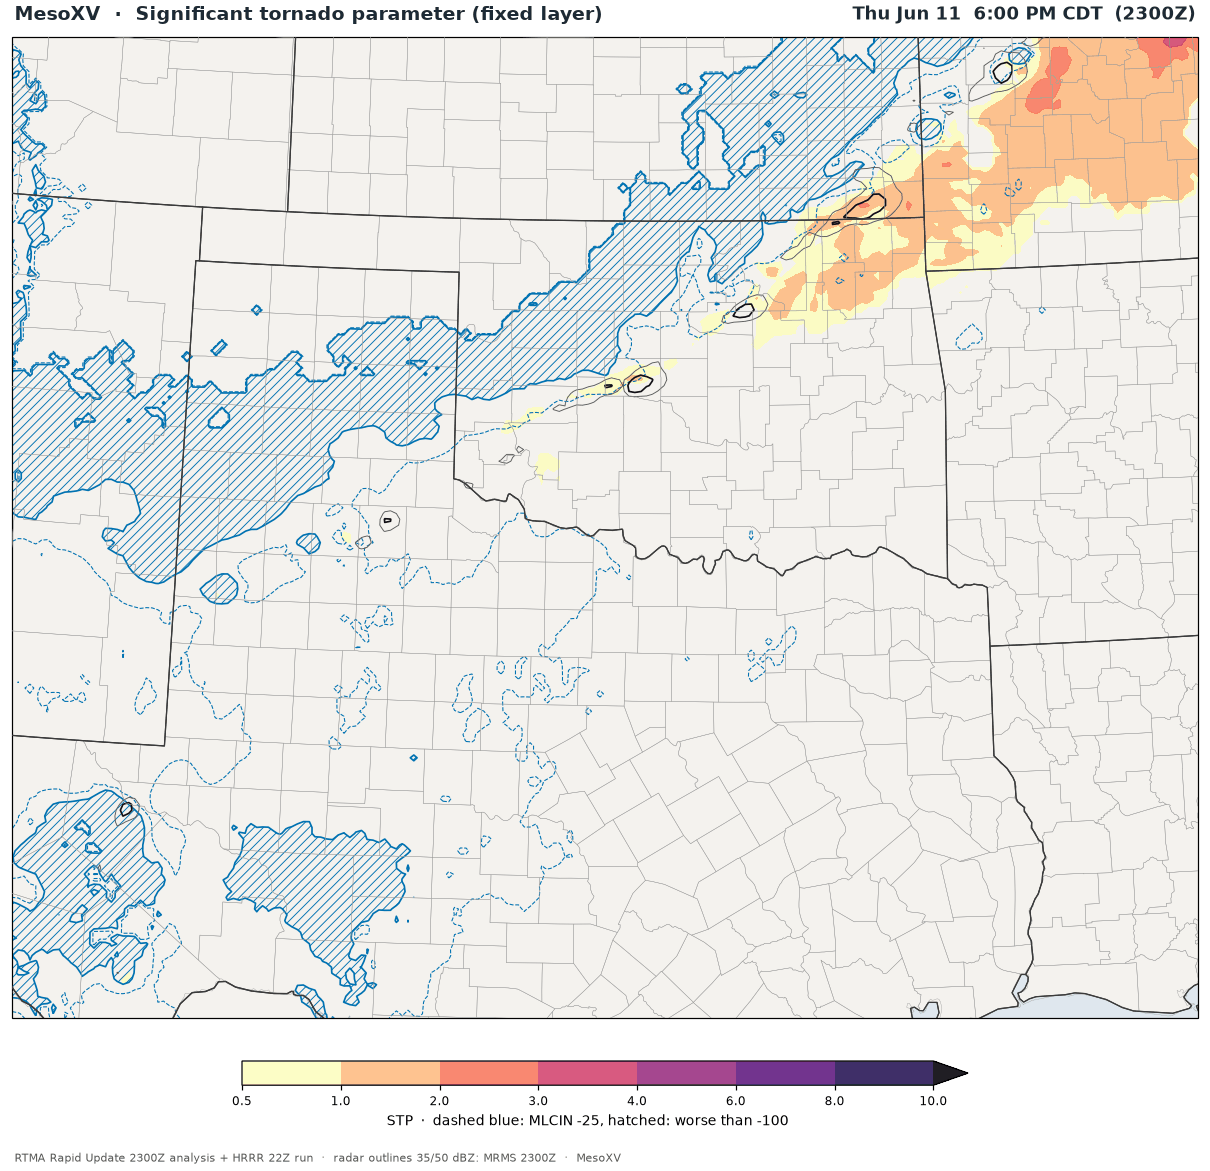 MesoXV · Significant tornado parameter (fixed layer)
Thu Jun 11 6:00 PM CDT (2300Z)
0.5 1.0 2.0 3.0 4.0 6.0 8.0 10.0
STP · dashed blue: MLCIN -25, hatched: worse than -100
RTMA Rapid Update 2300Z analysis + HRRR 22Z run · radar outlines 35/50 dBZ: MRMS 2300Z · MesoXV